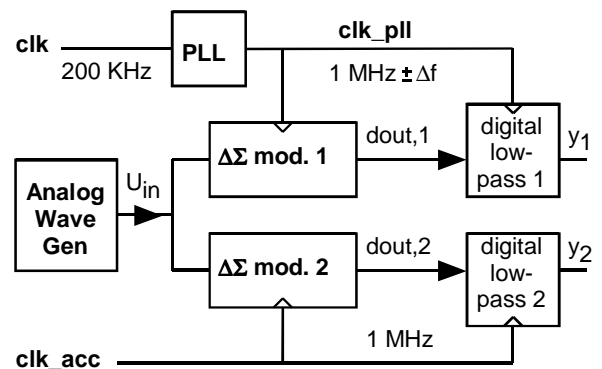 clk
PLL
clk_pll
200 KHz
1 MHz ± Δf
ΔΣ mod. 1
dout,1
digital
low-
pass 1
y1
Analog
Wave
Gen
Uin
ΔΣ mod. 2
dout,2
digital
low-
pass 2
y2
1 MHz
clk_acc